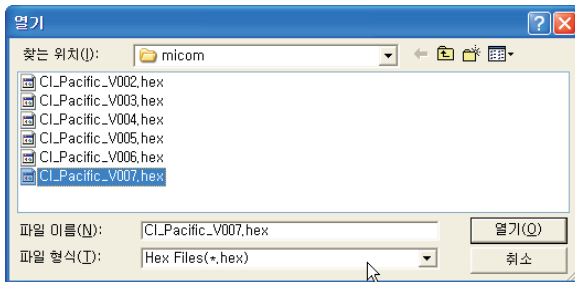 열기
찾는 위치(I): micom
CI_Pacific_V002.hex
CI_Pacific_V003.hex
CI_Pacific_V004.hex
CI_Pacific_V005.hex
CI_Pacific_V006.hex
CI_Pacific_V007.hex
파일 이름(N): CI_Pacific_V007.hex 열기(O)
파일 형식(T): Hex Files(*.hex) 취소